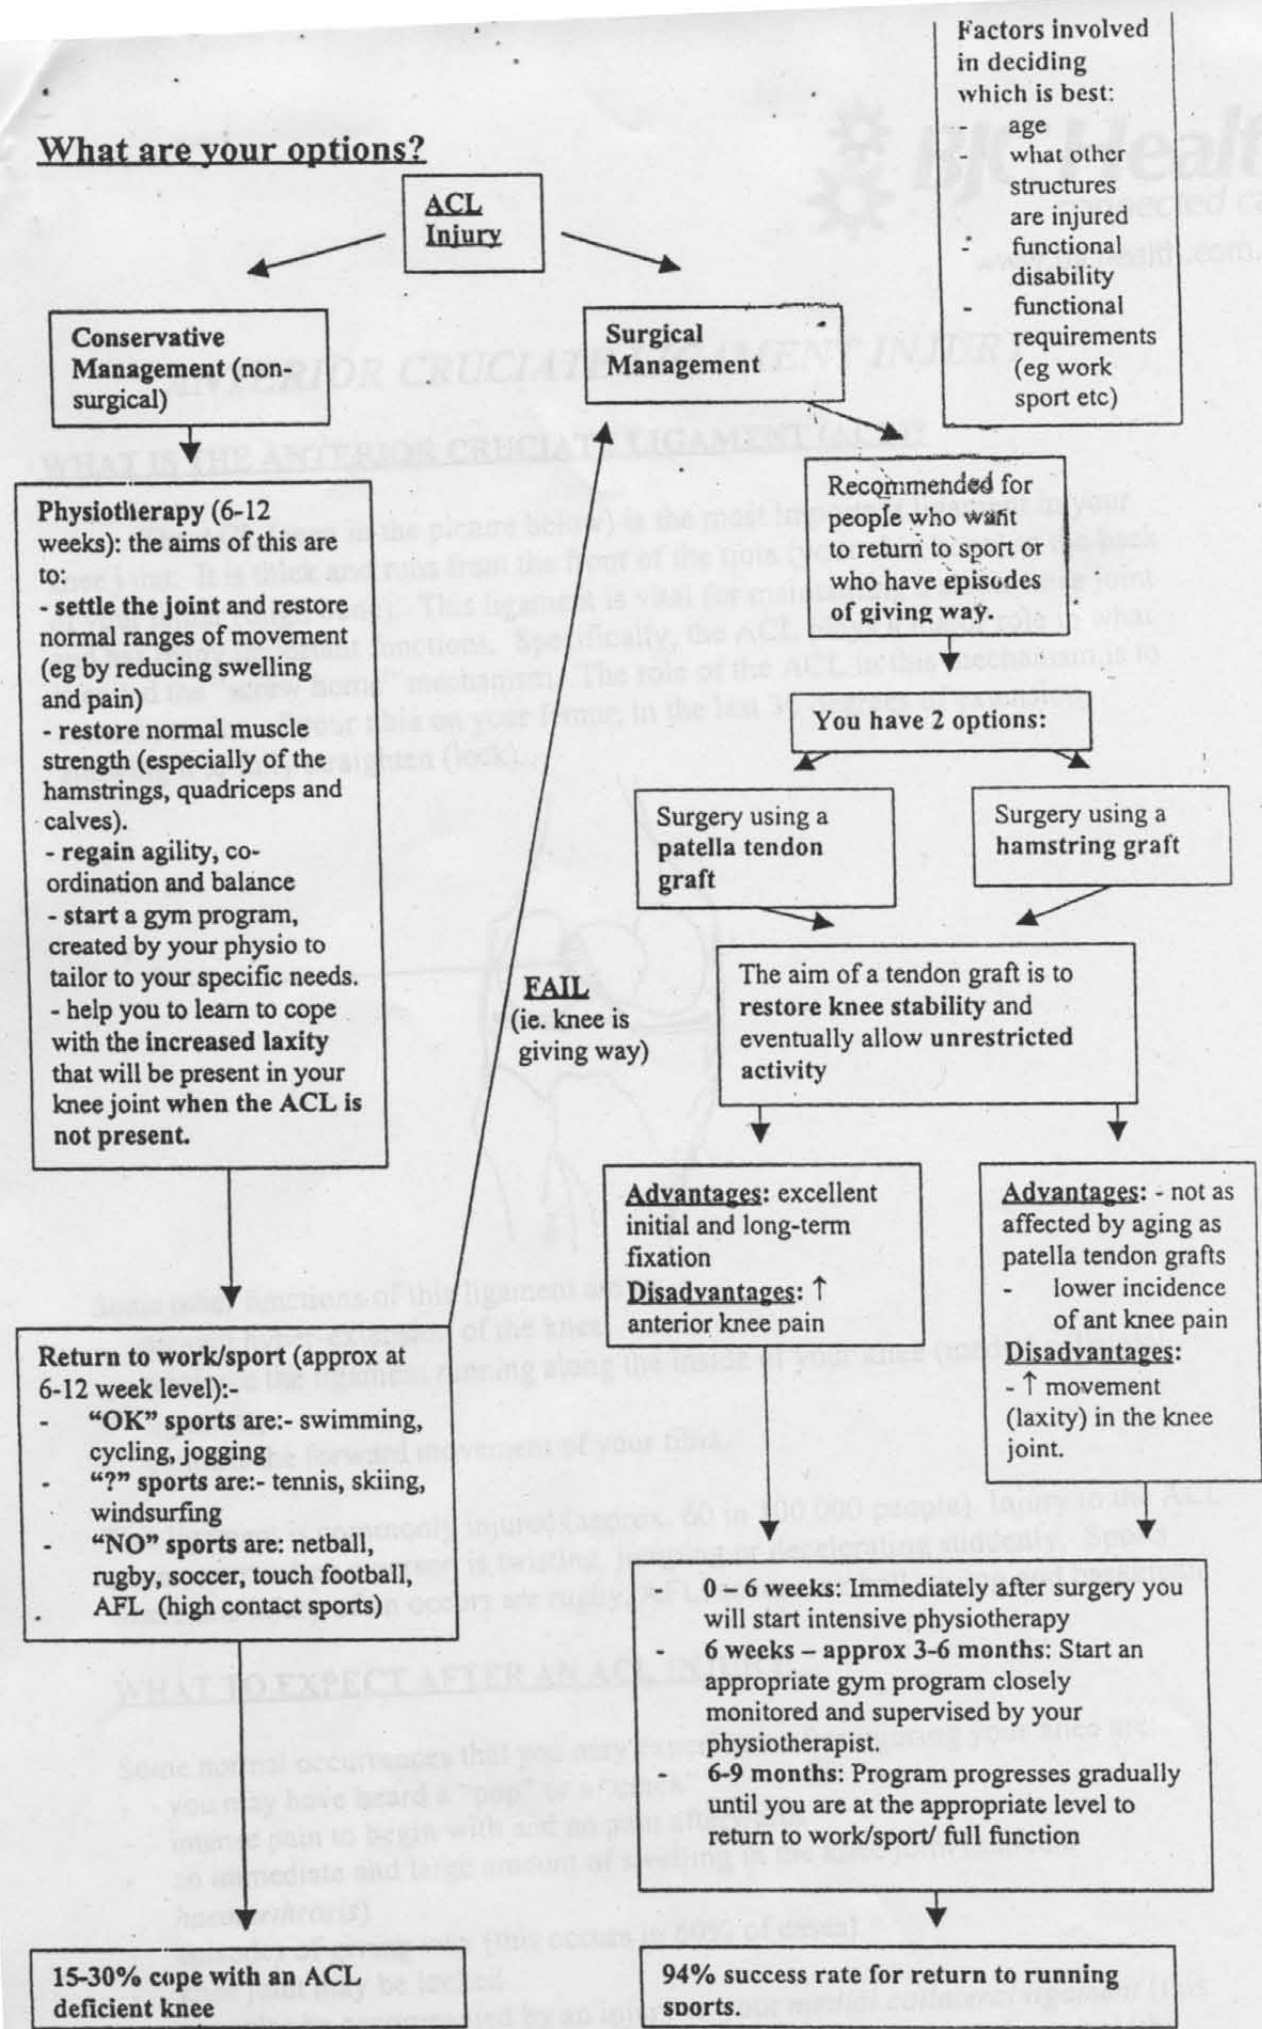 Factors involved
in deciding
which is best:
- age
- what other
structures
are injured
- functional
disability
- functional
requirements
(eg work
sport etc)
What are your options?
ACL
Injury
Conservative
Management (non-
surgical)
Surgical
Management
Physiotherapy (6-12
weeks): the aims of this are
to:
- settle the joint and restore
normal ranges of movement
(eg by reducing swelling
and pain)
- restore normal muscle
strength (especially of the
hamstrings, quadriceps and
calves).
- regain agility, co-
ordination and balance
- start a gym program,
created by your physio to
tailor to your specific needs.
- help you to learn to cope
with the increased laxity
that will be present in your
knee joint when the ACL is
not present.
Recommended for
people who want
to return to sport or
who have episodes
of giving way.
You have 2 options:
Surgery using a
patella tendon
graft
Surgery using a
hamstring graft
FAIL
(ie. knee is
giving way)
The aim of a tendon graft is to
restore knee stability and
eventually allow unrestricted
activity
Advantages: excellent
initial and long-term
fixation
Disadvantages: ↑
anterior knee pain
Advantages: - not as
affected by aging as
patella tendon grafts
- lower incidence
of ant knee pain
Disadvantages:
- ↑ movement
(laxity) in the knee
joint.
Return to work/sport (approx at
6-12 week level):-
- “OK” sports are:- swimming,
cycling, jogging
- “?” sports are:- tennis, skiing,
windsurfing
- “NO” sports are: netball,
rugby, soccer, touch football,
AFL (high contact sports)
0 – 6 weeks: Immediately after surgery you
will start intensive physiotherapy
- 6 weeks – approx 3-6 months: Start an
appropriate gym program closely
monitored and supervised by your
physiotherapist.
- 6-9 months: Program progresses gradually
until you are at the appropriate level to
return to work/sport/ full function
15-30% cope with an ACL
deficient knee
94% success rate for return to running
sports.